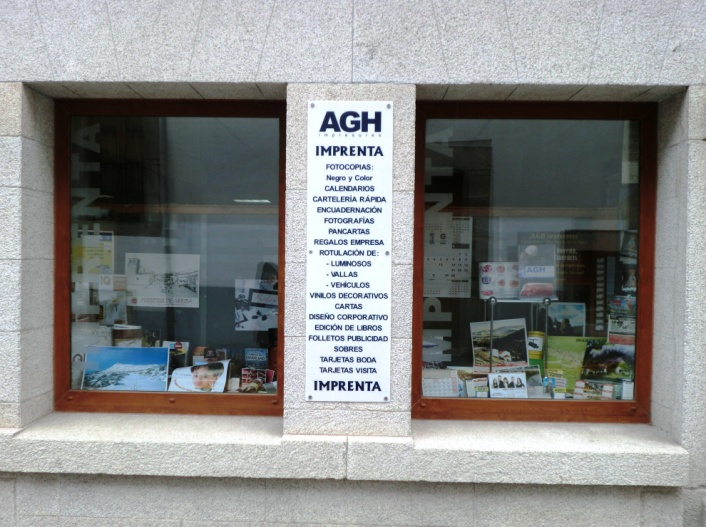 AGH
impresores
IMPRENTA
FOTOCOPIAS:
Negro y Color
CALENDARIOS
CARTELERÍA RÁPIDA
ENCUADERNACIÓN
FOTOGRAFÍAS
PANCARTAS
REGALOS EMPRESA
ROTULACIÓN DE:
- LUMINOSOS
- VALLAS
- VEHÍCULOS
VINILOS DECORATIVOS
CARTAS
DISEÑO CORPORATIVO
EDICIÓN DE LIBROS
FOLLETOS PUBLICIDAD
SOBRES
TARJETAS BODA
TARJETAS VISITA
IMPRENTA
AGH